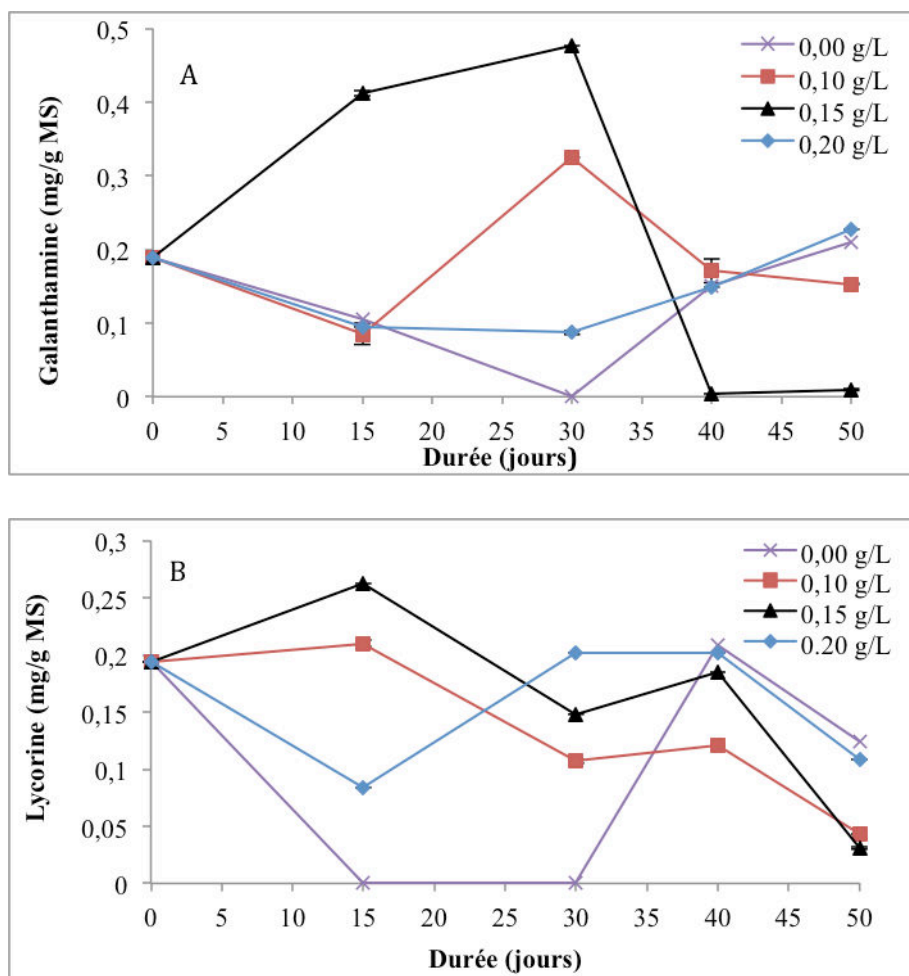 0,5
0,4
0,3
0,2
0,1
0
A
Galanthamine (mg/g MS)
0,00 g/L
0,10 g/L
0,15 g/L
0,20 g/L
0 5 10 15 20 25 30 35 40 45 50
Durée (jours)
0,3
0,25
0,2
0,15
0,1
0,05
0
B
Lycorine (mg/g MS)
0,00 g/L
0,10 g/L
0,15 g/L
0.20 g/L
0 5 10 15 20 25 30 35 40 45 50
Durée (jours)